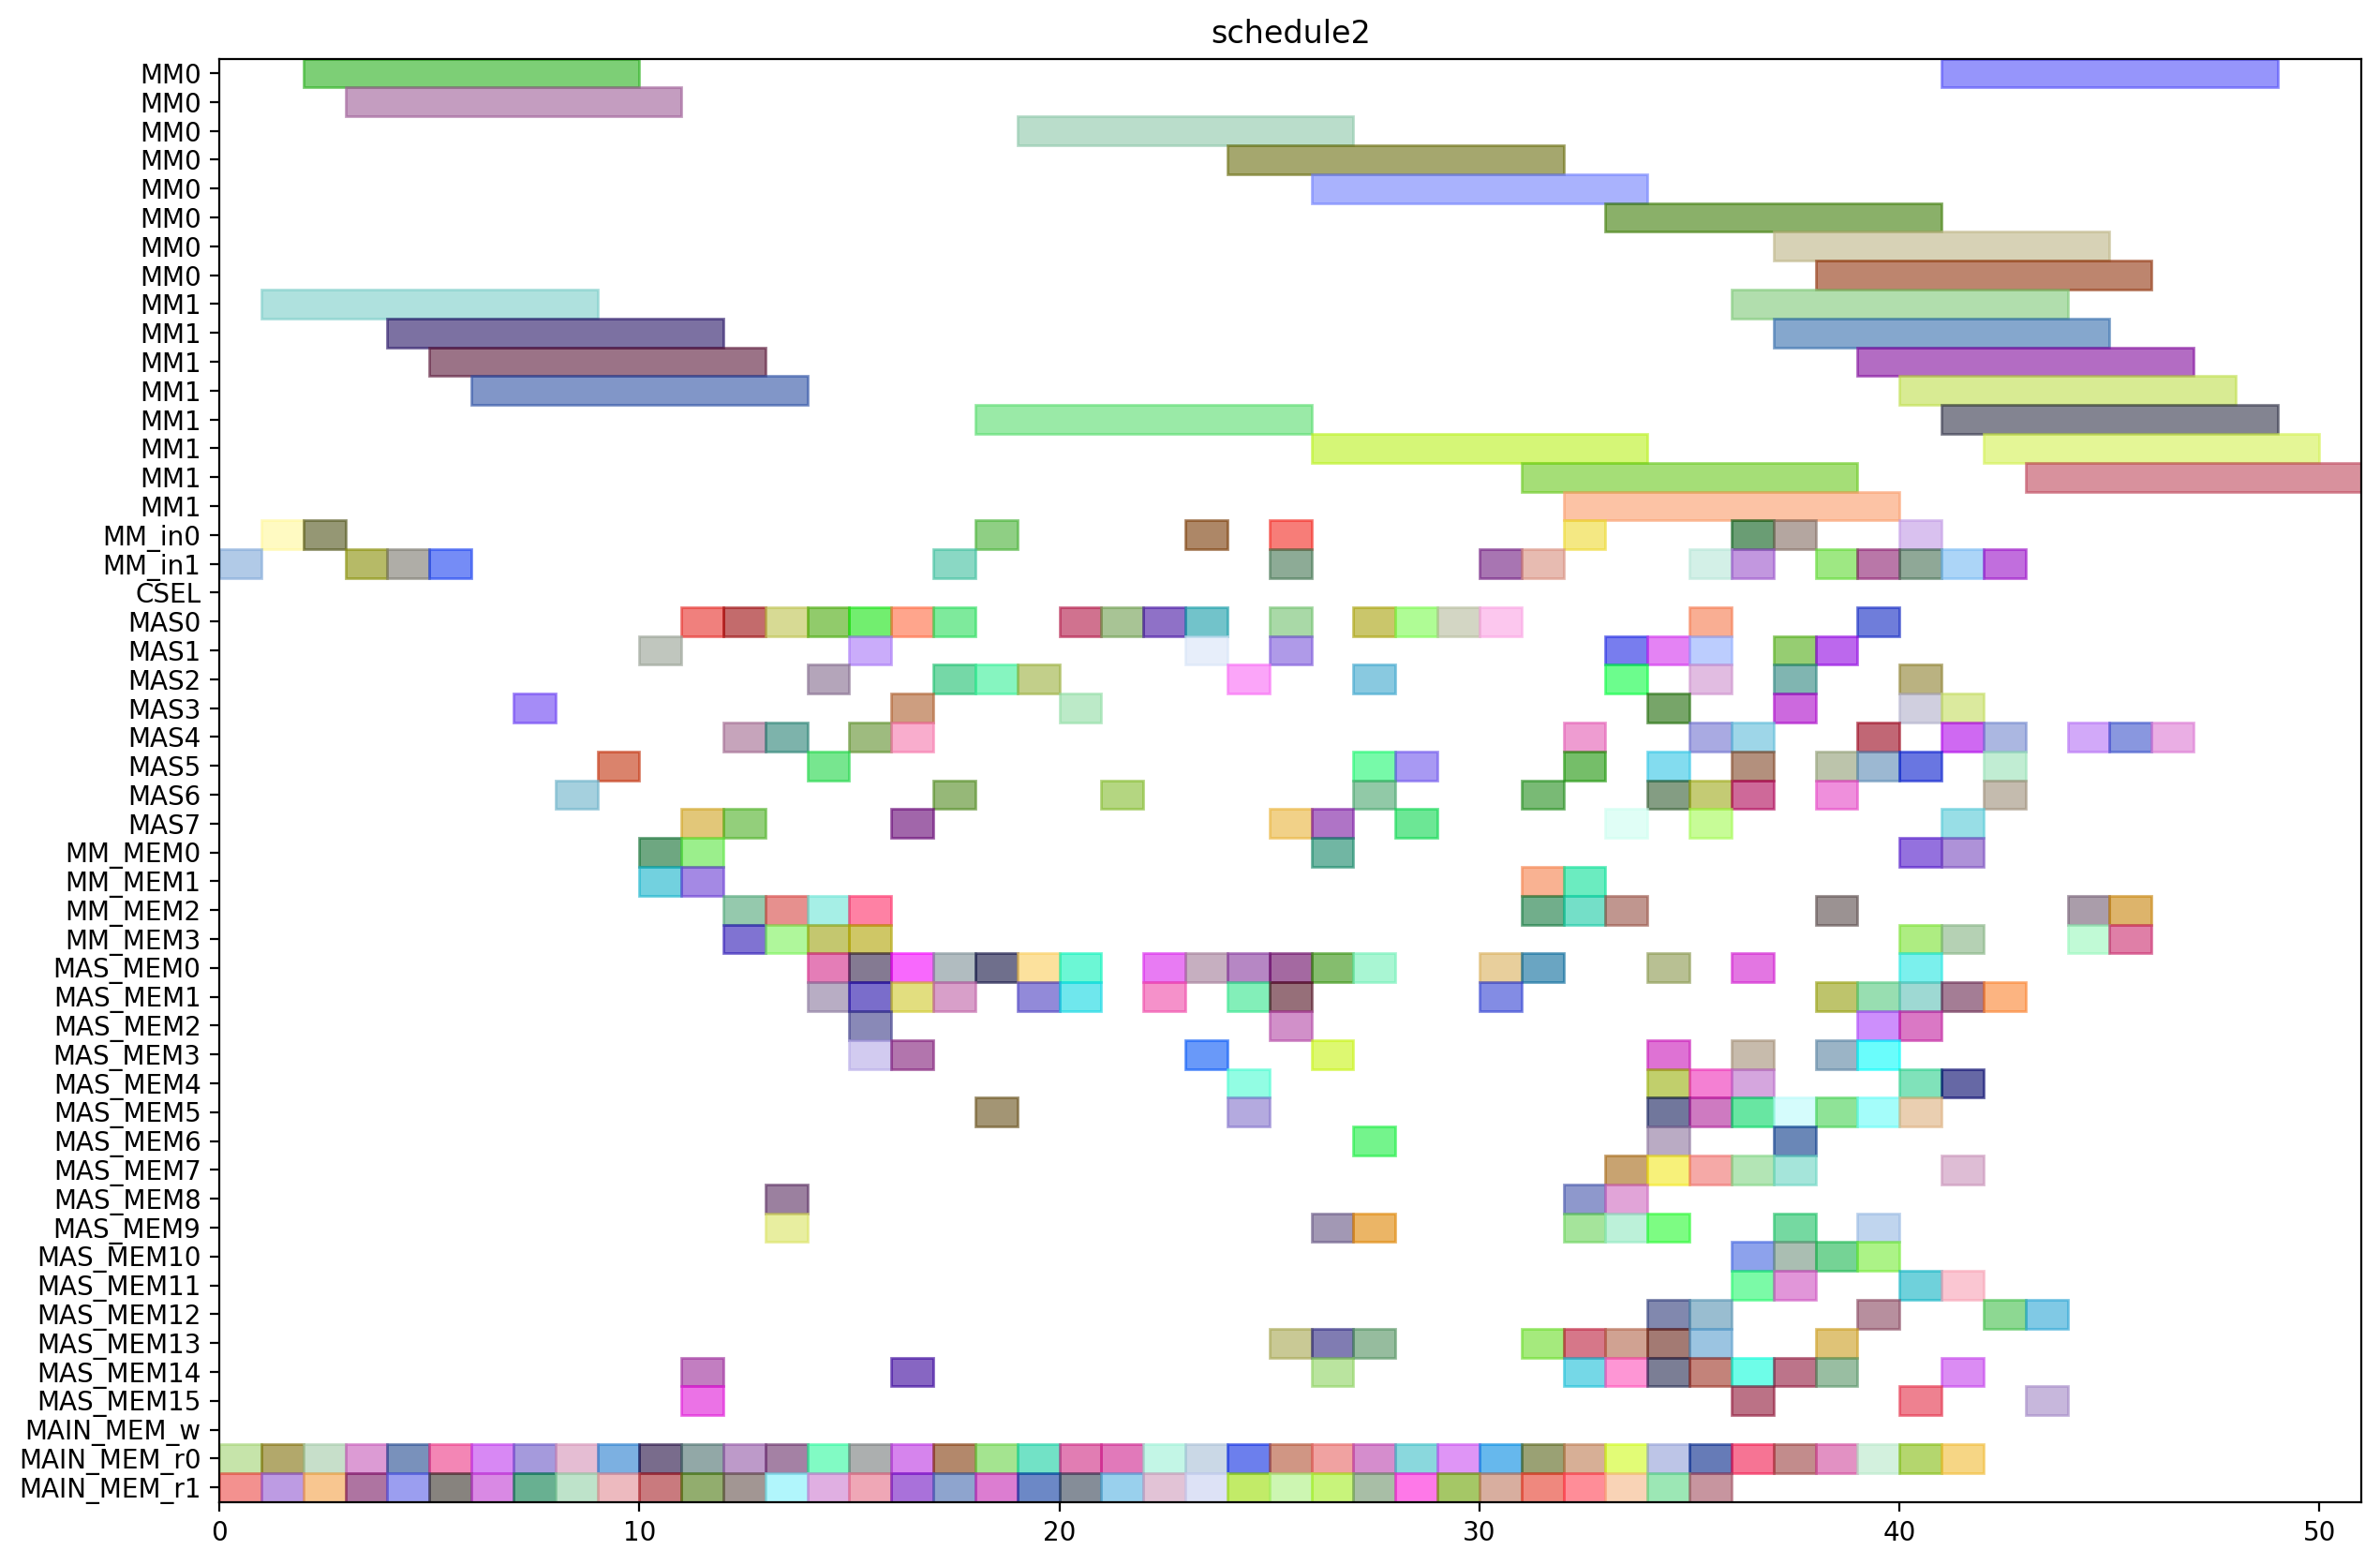 schedule2
MM0
MM0
MM0
MM0
MM0
MM0
MM0
MM0
MM1
MM1
MM1
MM1
MM1
MM1
MM1
MM1
MM_in0
MM_in1
CSEL
MAS0
MAS1
MAS2
MAS3
MAS4
MAS5
MAS6
MAS7
MM_MEM0
MM_MEM1
MM_MEM2
MM_MEM3
MAS_MEM0
MAS_MEM1
MAS_MEM2
MAS_MEM3
MAS_MEM4
MAS_MEM5
MAS_MEM6
MAS_MEM7
MAS_MEM8
MAS_MEM9
MAS_MEM10
MAS_MEM11
MAS_MEM12
MAS_MEM13
MAS_MEM14
MAS_MEM15
MAIN_MEM_w
MAIN_MEM_r0
MAIN_MEM_r1
0 10 20 30 40 50